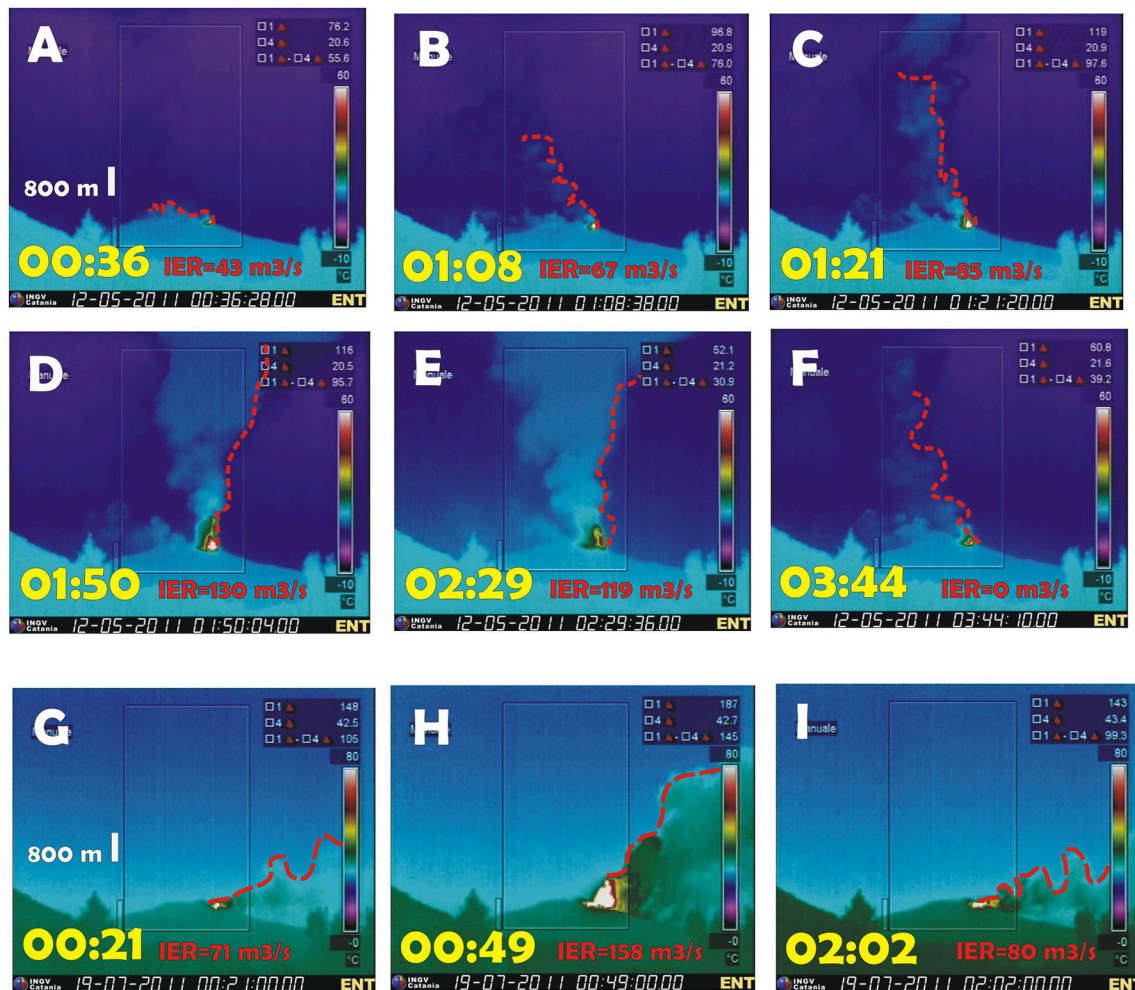 A
□1 ▲ 76.2
□4 ▲ 20.6
□1 ▲ - □4 ▲ 55.6
Manuale
60
800 m
00:36
IER=43 m3/s
-10
°C
INGV
Catania
12-05-2011 00:36:28.00
ENT
B
□1 ▲ 96.8
□4 ▲ 20.9
□1 ▲ - □4 ▲ 76.0
Manuale
60
01:08
IER=67 m3/s
-10
°C
INGV
Catania
12-05-2011 01:08:38.00
ENT
C
□1 ▲ 119
□4 ▲ 20.9
□1 ▲ - □4 ▲ 97.6
Manuale
60
01:21
IER=85 m3/s
-10
°C
INGV
Catania
12-05-2011 01:21:20.00
ENT
D
□1 ▲ 116
□4 ▲ 20.5
□1 ▲ - □4 ▲ 95.7
Manuale
60
01:50
IER=130 m3/s
-10
°C
INGV
Catania
12-05-2011 01:50:04.00
ENT
E
□1 ▲ 52.1
□4 ▲ 21.2
□1 ▲ - □4 ▲ 30.9
Manuale
60
02:29
IER=119 m3/s
-10
°C
INGV
Catania
12-05-2011 02:29:36.00
ENT
F
□1 ▲ 60.8
□4 ▲ 21.6
□1 ▲ - □4 ▲ 39.2
Manuale
60
03:44
IER=0 m3/s
-10
°C
INGV
Catania
12-05-2011 03:44:10.00
ENT
G
□1 ▲ 148
□4 ▲ 42.5
□1 ▲ - □4 ▲ 105
Manuale
80
800 m
00:21
IER=71 m3/s
-0
°C
INGV
Catania
19-07-2011 00:21:00.00
ENT
H
□1 ▲ 187
□4 ▲ 42.7
□1 ▲ - □4 ▲ 145
Manuale
80
00:49
IER=158 m3/s
-0
°C
INGV
Catania
19-07-2011 00:49:00.00
ENT
I
□1 ▲ 143
□4 ▲ 43.4
□1 ▲ - □4 ▲ 99.3
Manuale
80
02:02
IER=80 m3/s
-0
°C
INGV
Catania
19-07-2011 02:02:00.00
ENT